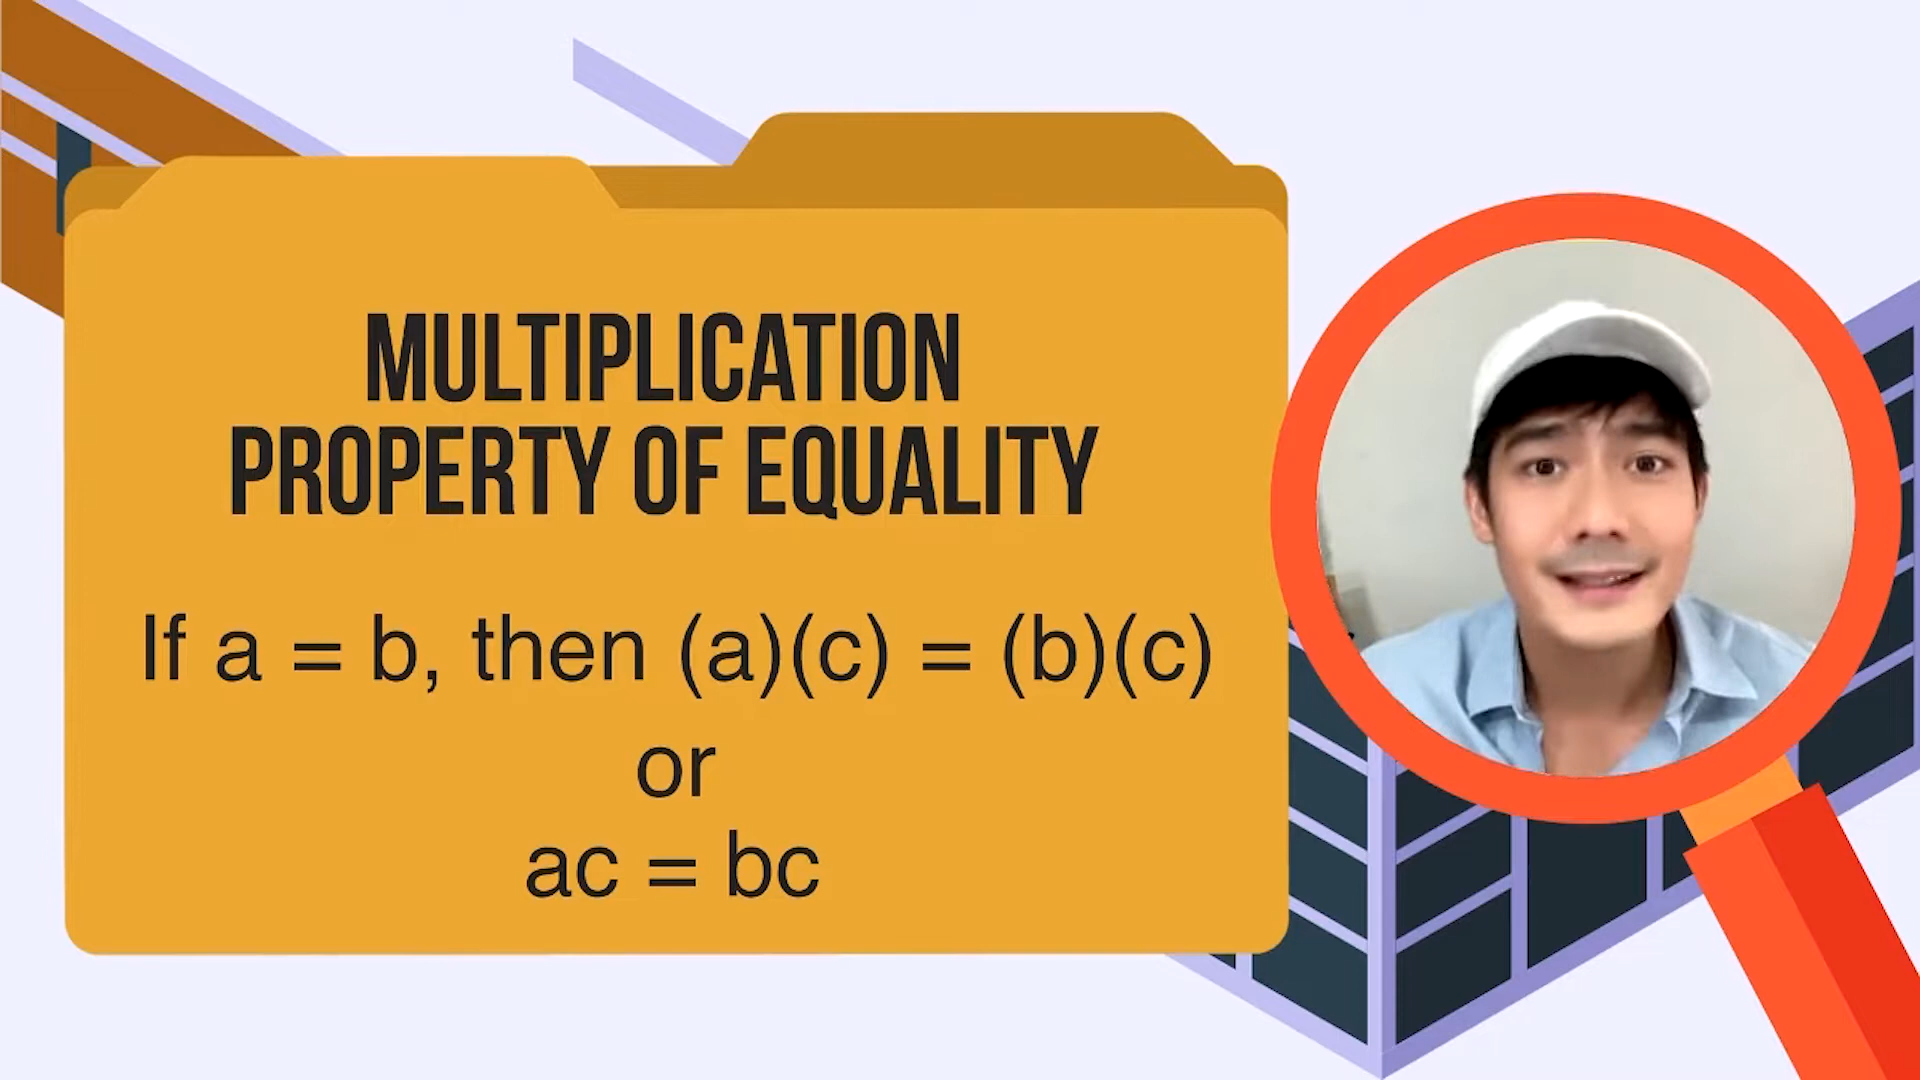 MULTIPLICATION
PROPERTY OF EQUALITY
If a = b, then (a)(c) = (b)(c)
or
ac = bc